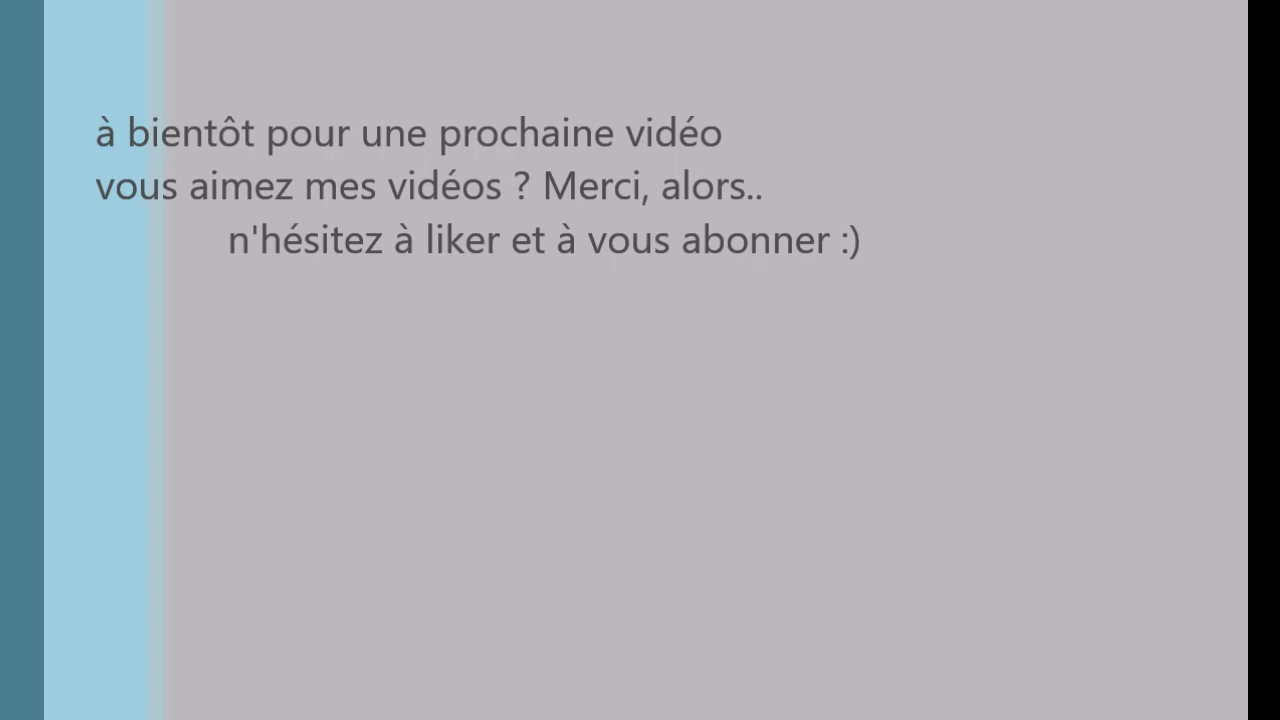 à bientôt pour une prochaine vidéo
vous aimez mes vidéos ? Merci, alors..
n'hésitez à liker et à vous abonner :)